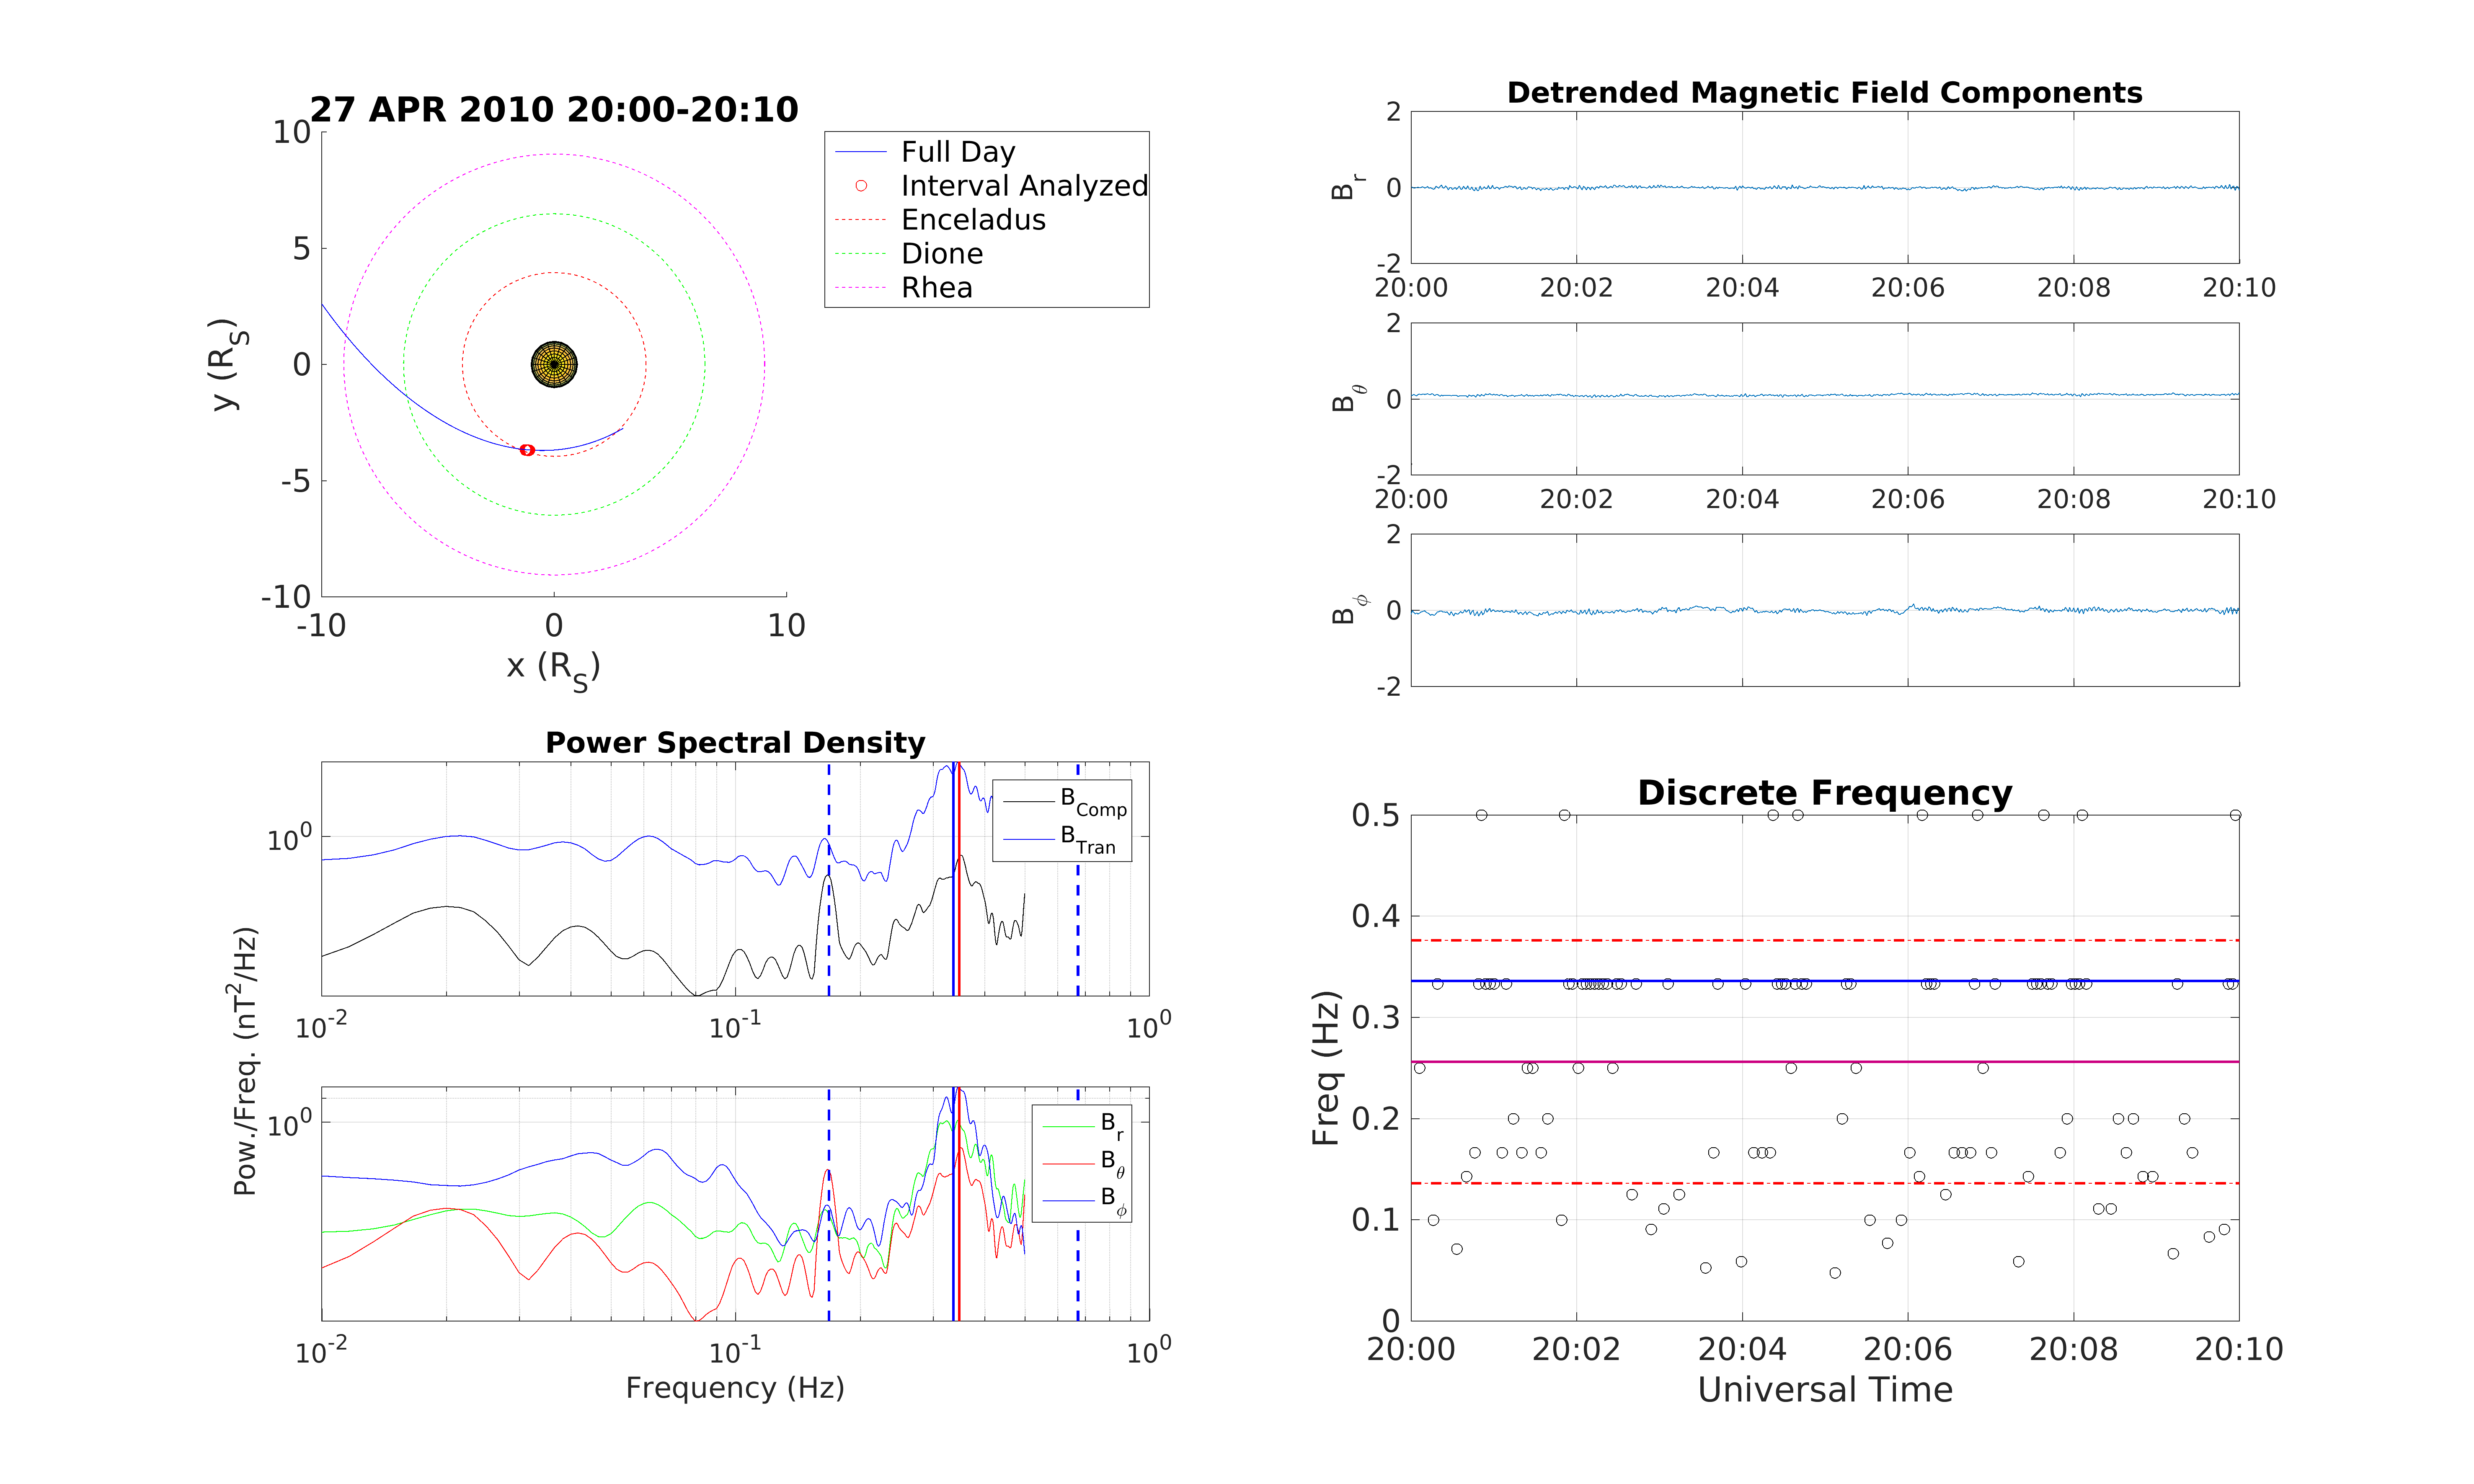 27 APR 2010 20:00-20:10
10
5
0
-5
-10
-10
0
10
y (R_S)
x (R_S)
Full Day
Interval Analyzed
Enceladus
Dione
Rhea
Detrended Magnetic Field Components
2
0
-2
B_r
20:00
20:02
20:04
20:06
20:08
20:10
2
0
-2
B_θ
20:00
20:02
20:04
20:06
20:08
20:10
2
0
-2
B_ϕ
Power Spectral Density
10^0
10^-2
10^-1
10^0
B_Comp
B_Tran
Pow./Freq. (nT^2/Hz)
10^0
10^-2
10^-1
10^0
B_r
B_θ
B_ϕ
Frequency (Hz)
Discrete Frequency
0.5
0.4
0.3
0.2
0.1
0
Freq (Hz)
20:00
20:02
20:04
20:06
20:08
20:10
Universal Time